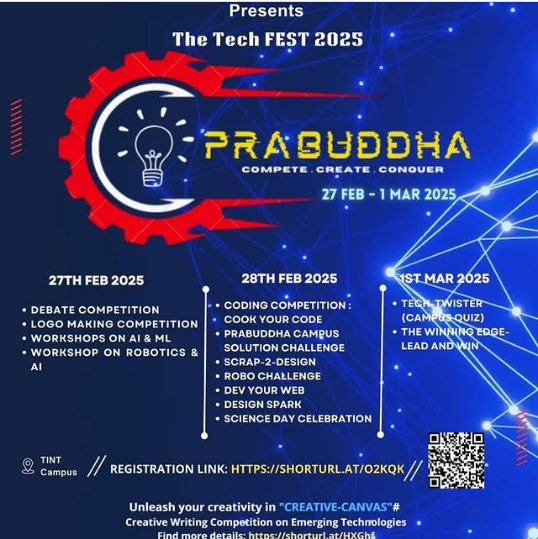 Presents
The Tech FEST 2025
PRABUDDHA
COMPETE . CREATE . CONQUER
27 FEB - 1 MAR 2025
27TH FEB 2025
• DEBATE COMPETITION
• LOGO MAKING COMPETITION
• WORKSHOPS ON AI & ML
• WORKSHOP ON ROBOTICS &
AI
28TH FEB 2025
• CODING COMPETITION :
COOK YOUR CODE
• PRABUDDHA CAMPUS
SOLUTION CHALLENGE
• SCRAP-2-DESIGN
• ROBO CHALLENGE
• DEV YOUR WEB
• DESIGN SPARK
• SCIENCE DAY CELEBRATION
1ST MAR 2025
• TECH-TWISTER
(CAMPUS QUIZ)
• THE WINNING EDGE-
LEAD AND WIN
TINT
Campus
REGISTRATION LINK: HTTPS://SHORTURL.AT/O2KQK
Unleash your creativity in "CREATIVE-CANVAS"#
Creative Writing Competition on Emerging Technologies
Find more details: